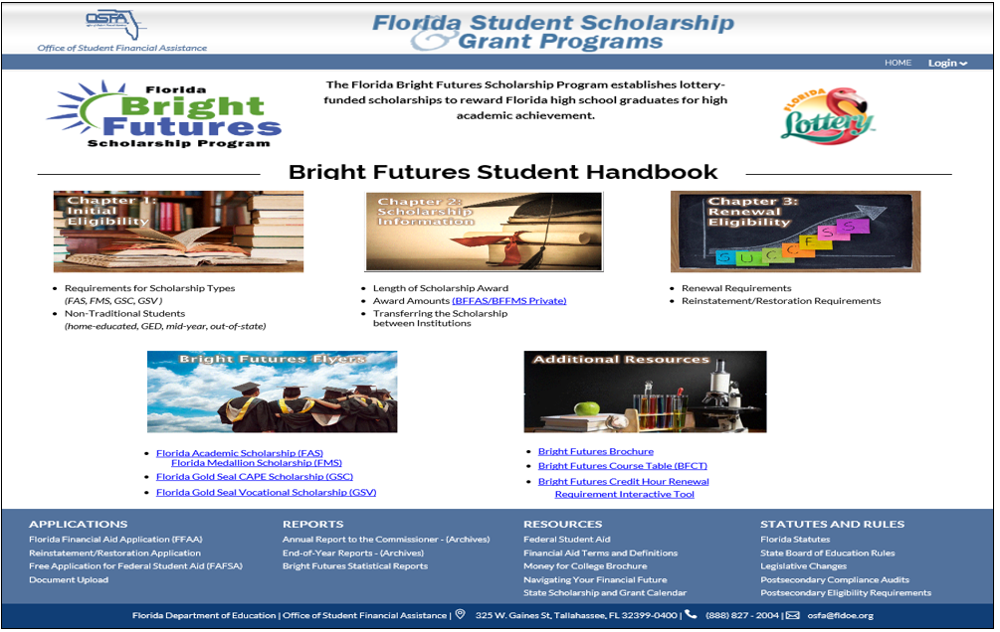 OSFA
Office of Student Financial Assistance
Florida Student Scholarship
& Grant Programs
HOME Login
Florida
Bright
Futures
Scholarship Program
The Florida Bright Futures Scholarship Program establishes lottery-
funded scholarships to reward Florida high school graduates for high
academic achievement.
FLORIDA
Lottery
Bright Futures Student Handbook
Chapter 1:
Initial
Eligibility
• Requirements for Scholarship Types
(FAS, FMS, GSC, GSV )
• Non-Traditional Students
(home-educated, GED, mid-year, out-of-state)
Chapter 2:
Scholarship
Information
• Length of Scholarship Award
• Award Amounts (BFFAS/BFFMS Private)
• Transferring the Scholarship
between Institutions
Chapter 3:
Renewal
Eligibility
SUCCESS
• Renewal Requirements
• Reinstatement/Restoration Requirements
Bright Futures Flyers
• Florida Academic Scholarship (FAS)
Florida Medallion Scholarship (FMS)
• Florida Gold Seal CAPE Scholarship (GSC)
• Florida Gold Seal Vocational Scholarship (GSV)
Additional Resources
• Bright Futures Brochure
• Bright Futures Course Table (BFCT)
• Bright Futures Credit Hour Renewal
Requirement Interactive Tool
APPLICATIONS
Florida Financial Aid Application (FFAA)
Reinstatement/Restoration Application
Free Application for Federal Student Aid (FAFSA)
Document Upload
REPORTS
Annual Report to the Commissioner - (Archives)
End-of-Year Reports - (Archives)
Bright Futures Statistical Reports
RESOURCES
Federal Student Aid
Financial Aid Terms and Definitions
Money for College Brochure
Navigating Your Financial Future
State Scholarship and Grant Calendar
STATUTES AND RULES
Florida Statutes
State Board of Education Rules
Legislative Changes
Postsecondary Compliance Audits
Postsecondary Eligibility Requirements
Florida Department of Education | Office of Student Financial Assistance | 325 W. Gaines St, Tallahassee, FL 32399-0400 | (888) 827 - 2004 | osfa@fldoe.org